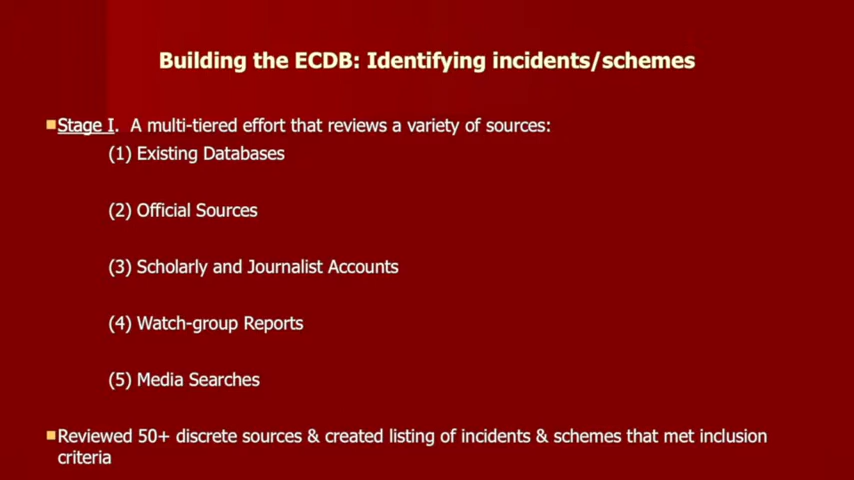 Building the ECDB: Identifying incidents/schemes
Stage I. A multi-tiered effort that reviews a variety of sources:
(1) Existing Databases
(2) Official Sources
(3) Scholarly and Journalist Accounts
(4) Watch-group Reports
(5) Media Searches
Reviewed 50+ discrete sources & created listing of incidents & schemes that met inclusion
criteria